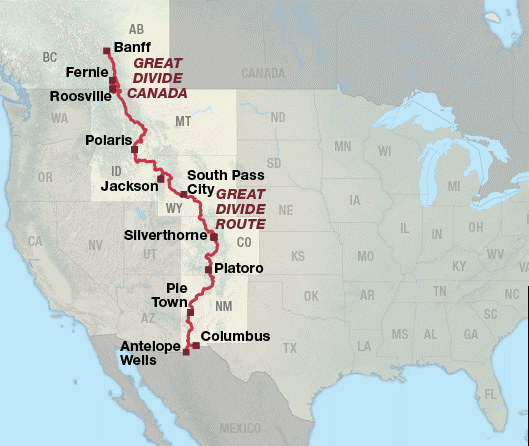 AB
Banff
BC
GREAT
DIVIDE
CANADA
Fernie
Roosville
CANADA
WA
MT
ND
MN
Polaris
WI
OR
ID
SD
MI
Jackson
South Pass
City
WY
GREAT
DIVIDE
ROUTE
NE
IA
IL
IN
OH
Silverthorne
CA
NV
UT
CO
KS
MO
KY
WV
VA
Platoro
Pie
Town
AZ
NM
OK
AR
TN
NC
SC
Columbus
Antelope
Wells
TX
LA
MS
AL
GA
FL
MEXICO